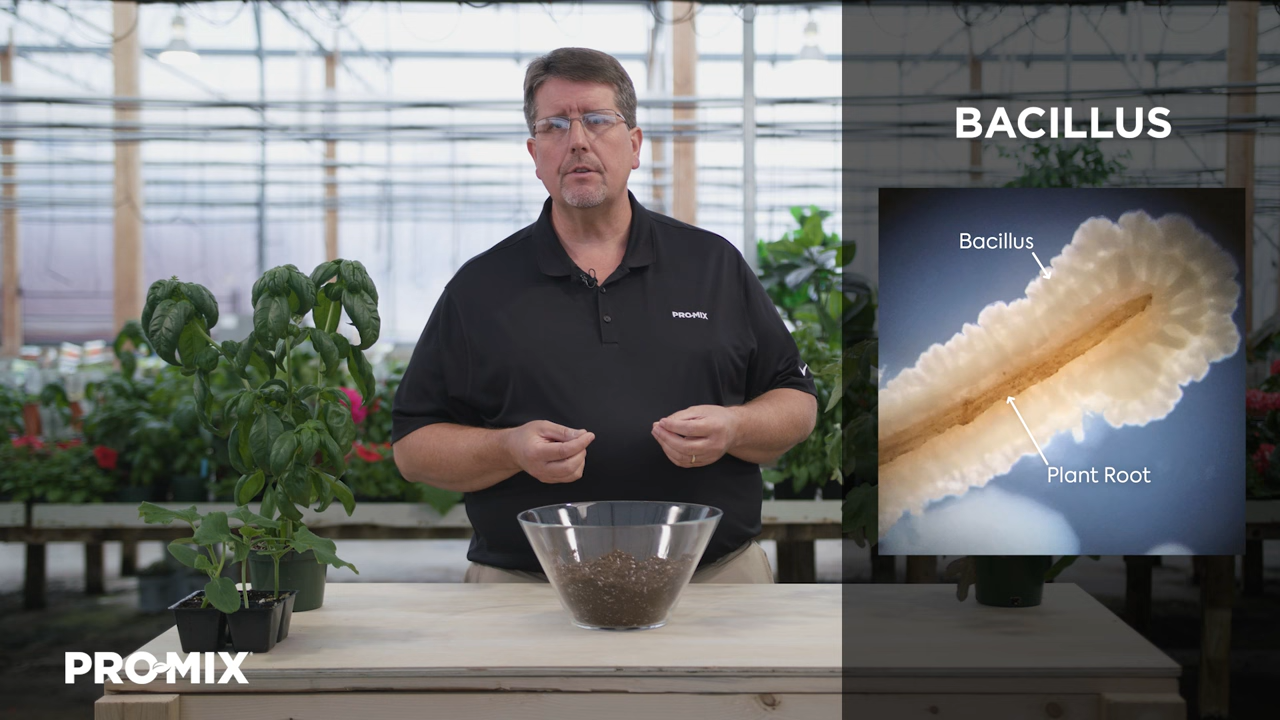 BACILLUS
Bacillus
Plant Root
PRO-MIX
PRO-MIX